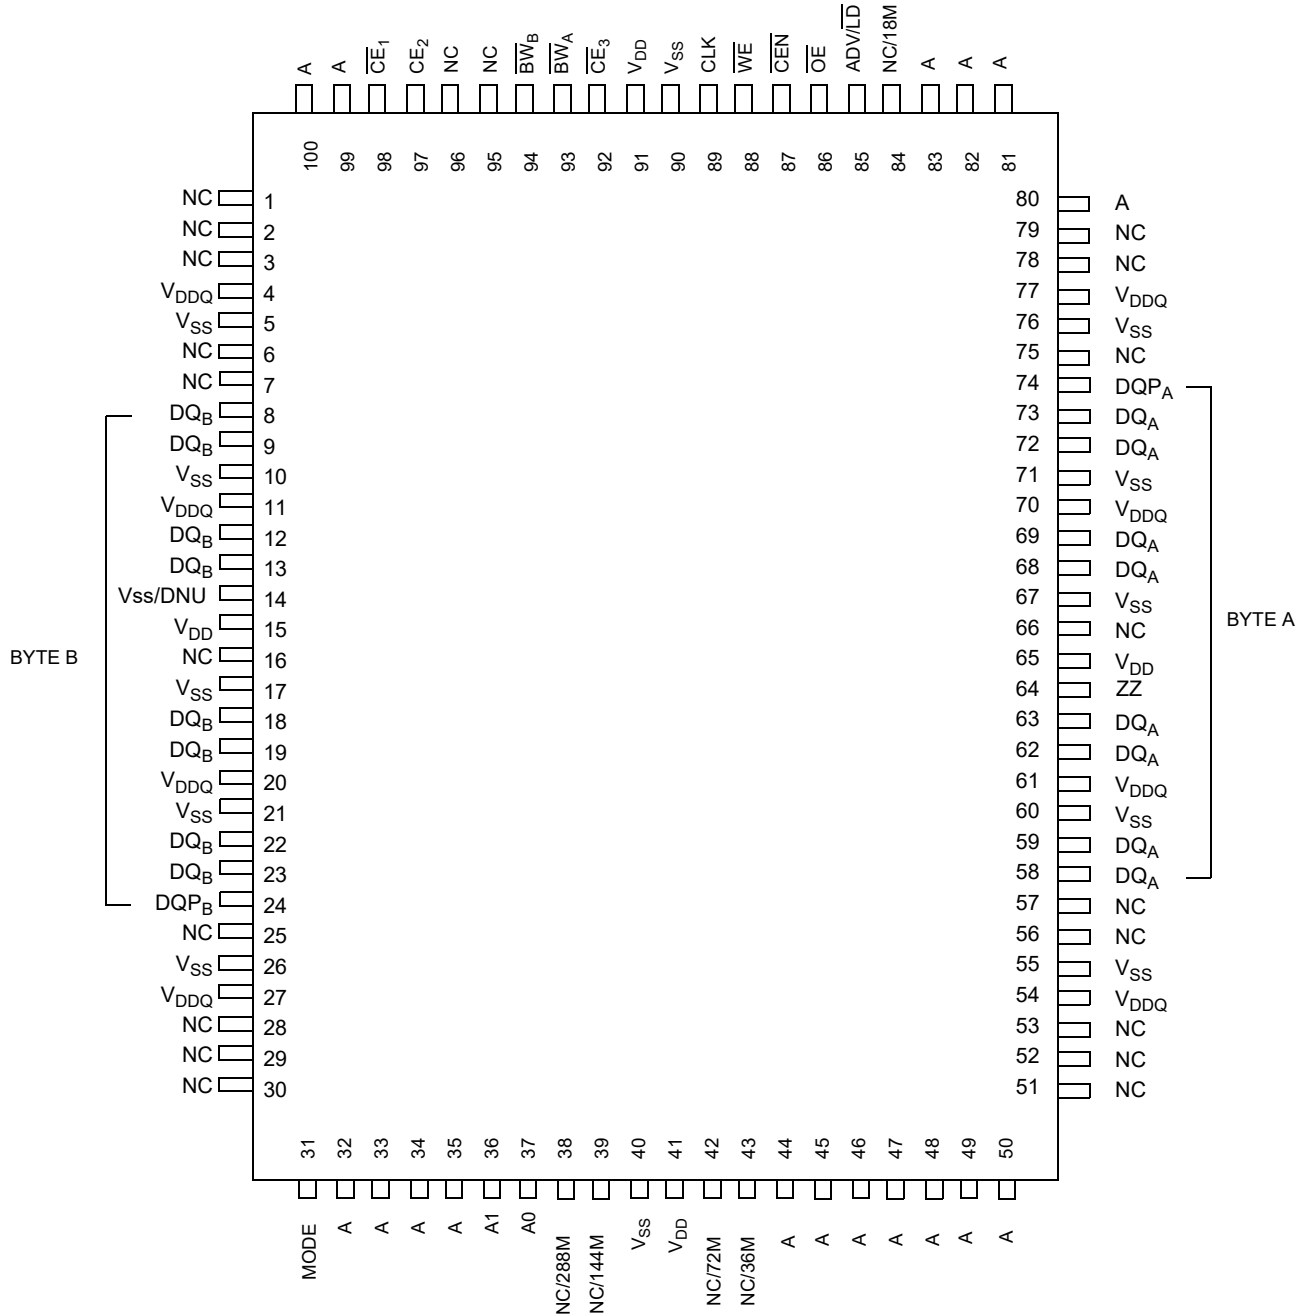 A A CE1 CE2 NC NC BWB BWA CE3 VDD VSS CLK WE CEN OE ADV/LD NC/18M A A A
100 99 98 97 96 95 94 93 92 91 90 89 88 87 86 85 84 83 82 81
NC 1 80 A
NC 2 79 NC
NC 3 78 NC
VDDQ 4 77 VDDQ
VSS 5 76 VSS
NC 6 75 NC
NC 7 74 DQPA
DQB 8 73 DQA
DQB 9 72 DQA
VSS 10 71 VSS
VDDQ 11 70 VDDQ
DQB 12 69 DQA
DQB 13 68 DQA
Vss/DNU 14 67 VSS
VDD 15 66 NC
BYTE A
BYTE B
NC 16 65 VDD
VSS 17 64 ZZ
DQB 18 63 DQA
DQB 19 62 DQA
VDDQ 20 61 VDDQ
VSS 21 60 VSS
DQB 22 59 DQA
DQB 23 58 DQA
DQPB 24 57 NC
NC 25 56 NC
VSS 26 55 VSS
VDDQ 27 54 VDDQ
NC 28 53 NC
NC 29 52 NC
NC 30 51 NC
31 32 33 34 35 36 37 38 39 40 41 42 43 44 45 46 47 48 49 50
MODE A A A A A1 A0 NC/288M NC/144M VSS VDD NC/72M NC/36M A A A A A A A